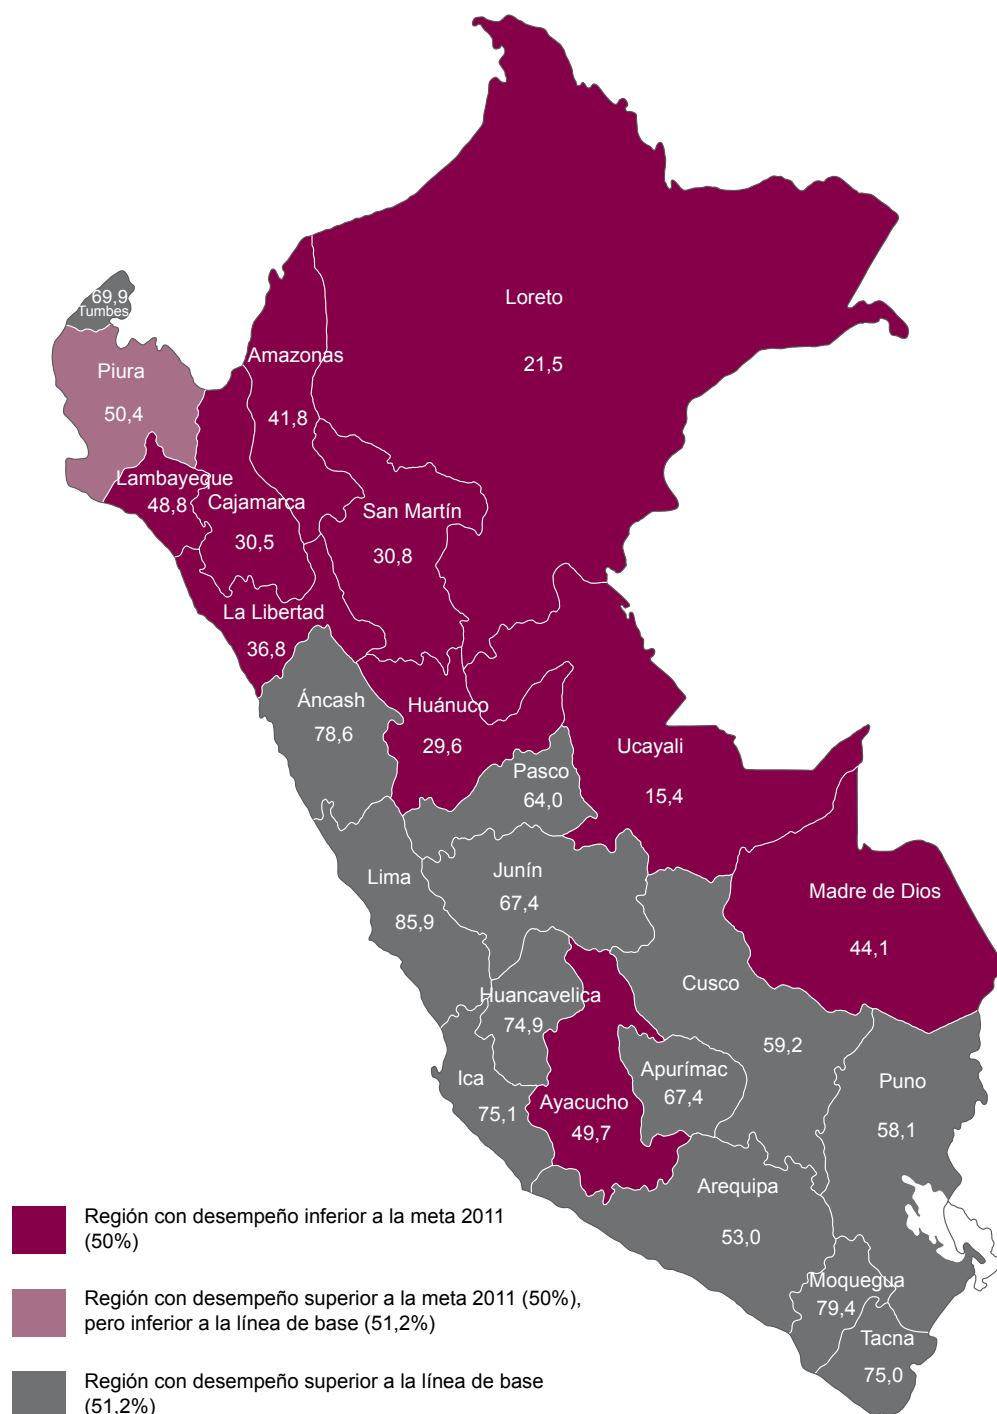 Loreto
21,5
69,9
Tumbes
Amazonas
41,8
Piura
50,4
Lambayeque
48,8
Cajamarca
30,5
San Martín
30,8
La Libertad
36,8
Áncash
78,6
Huánuco
29,6
Ucayali
15,4
Pasco
64,0
Lima
85,9
Junín
67,4
Madre de Dios
44,1
Cusco
59,2
Huancavelica
74,9
Ica
75,1
Apurímac
67,4
Ayacucho
49,7
Puno
58,1
Arequipa
53,0
Moquegua
79,4
Tacna
75,0
Región con desempeño inferior a la meta 2011
(50%)
Región con desempeño superior a la meta 2011 (50%),
pero inferior a la línea de base (51,2%)
Región con desempeño superior a la línea de base
(51,2%)